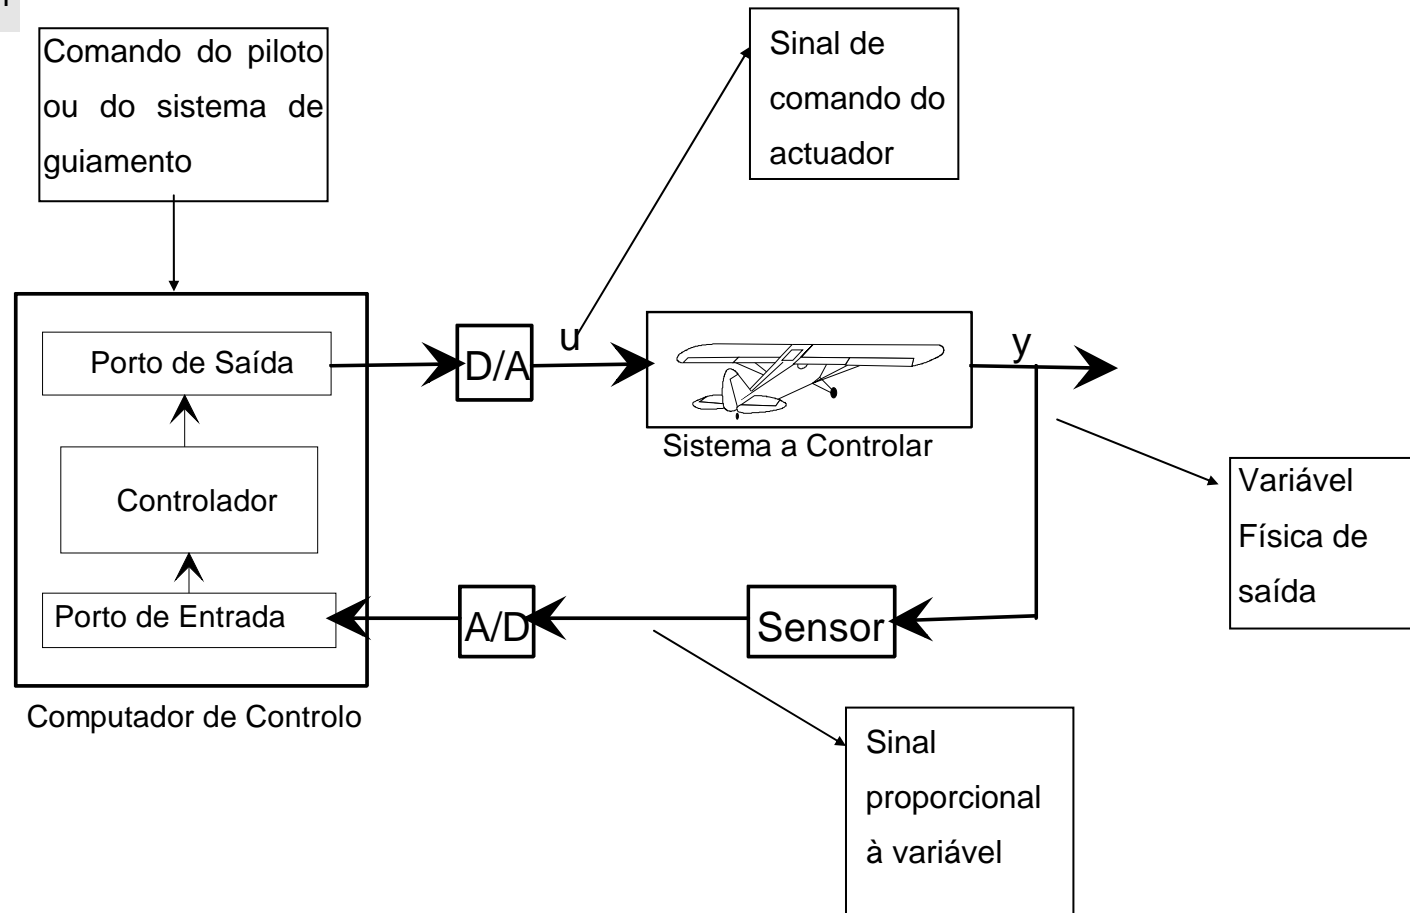 Comando do piloto
ou do sistema de
guiamento
Sinal de
comando do
actuador
Porto de Saída
D/A
u
y
Sistema a Controlar
Controlador
Variável
Física de
saída
Porto de Entrada
A/D
Sensor
Computador de Controlo
Sinal
proporcional
à variável